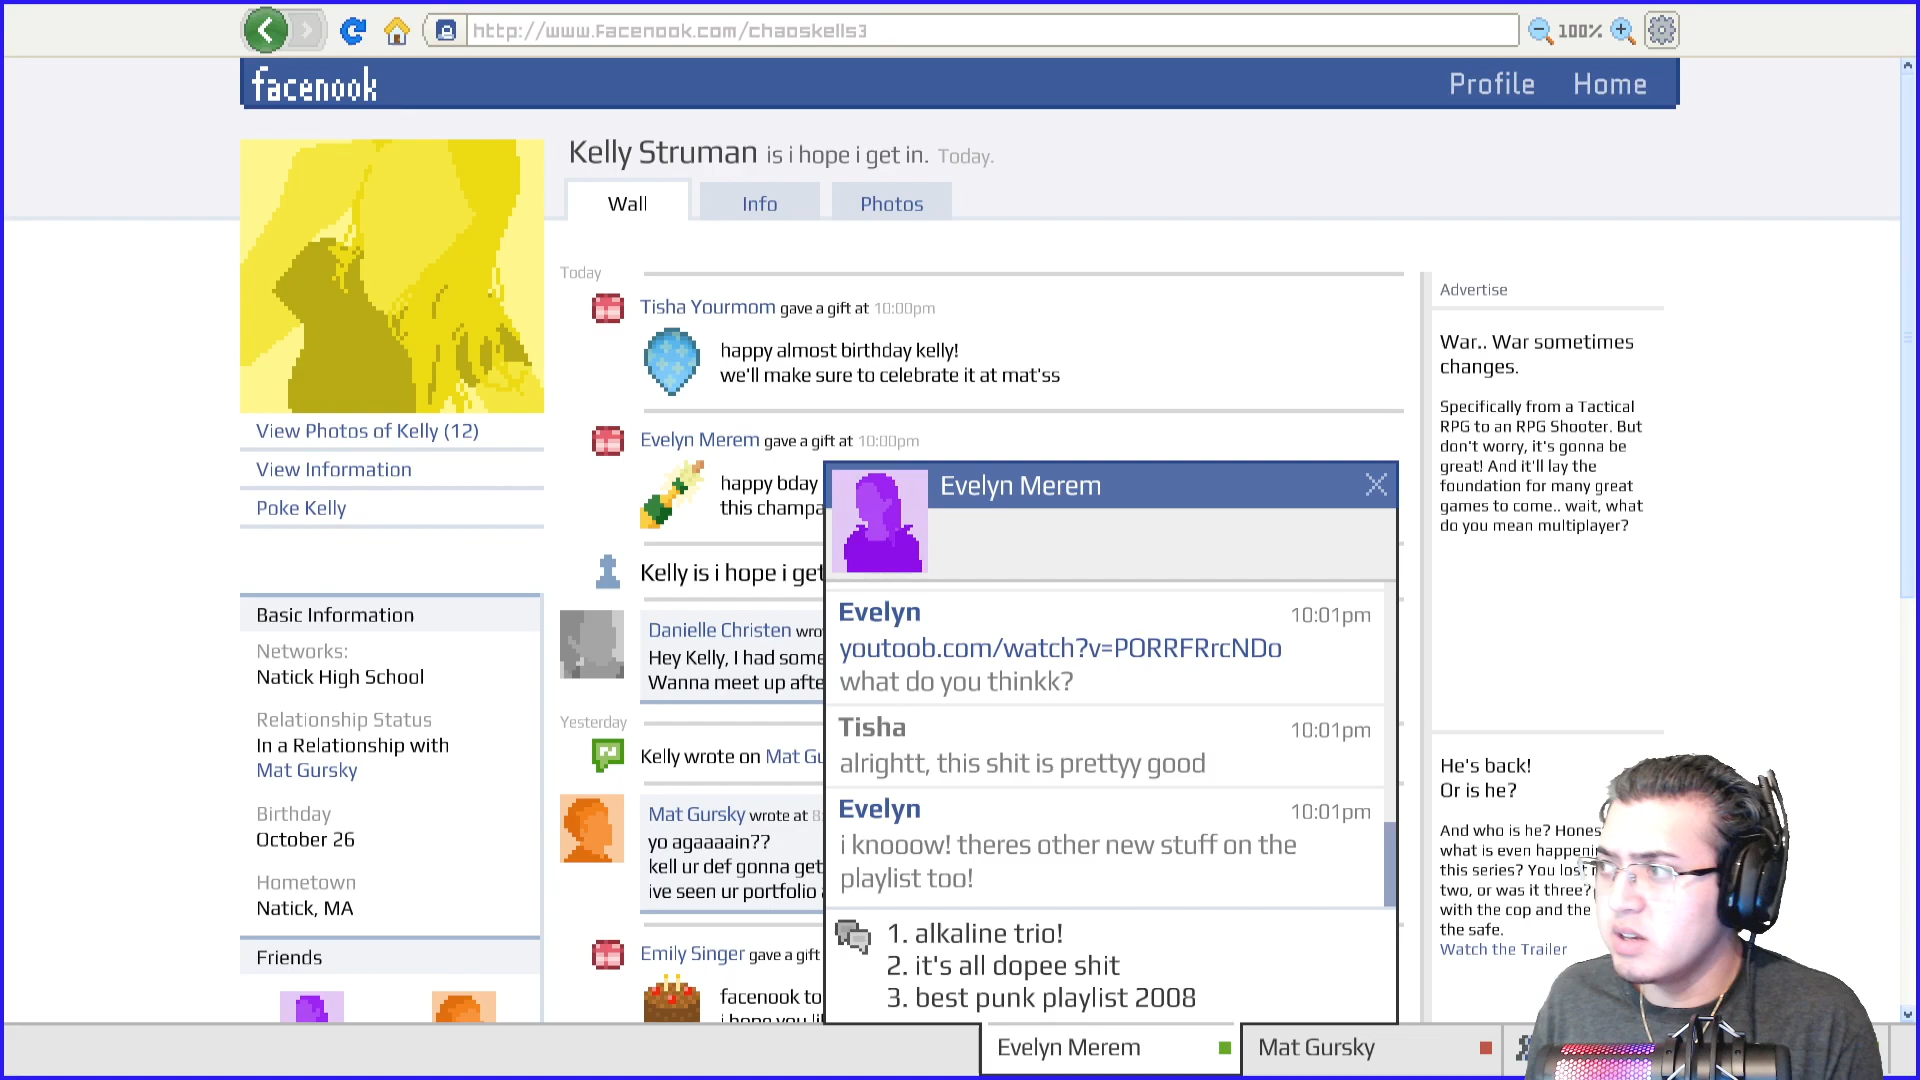 http://www.facenook.com/chaoskells3
100%
facenook
Profile
Home
Kelly Struman is i hope i get in. Today.
Wall
Info
Photos
View Photos of Kelly (12)
View Information
Poke Kelly
Basic Information
Networks:
Natick High School
Relationship Status
In a Relationship with
Mat Gursky
Birthday
October 26
Hometown
Natick, MA
Friends
Today
Tisha Yourmom gave a gift at 10:00pm
happy almost birthday kelly!
we'll make sure to celebrate it at mat'ss
Evelyn Merem gave a gift at 10:00pm
happy bday
this champa
Kelly is i hope i get
Danielle Christen wro
Hey Kelly, I had some
Wanna meet up afte
Yesterday
Kelly wrote on Mat Gu
Mat Gursky wrote at 8:
yo agaaaain??
kell ur def gonna get
ive seen ur portfolio
Emily Singer gave a gift
facenook to
i hope you li
Evelyn Merem
Evelyn 10:01pm
youtoob.com/watch?v=PORRFRrcNDo
what do you thinkk?
Tisha 10:01pm
alrightt, this shit is prettyy good
Evelyn 10:01pm
i knooow! theres other new stuff on the
playlist too!
1. alkaline trio!
2. it's all dopee shit
3. best punk playlist 2008
Evelyn Merem
Mat Gursky
Advertise
War.. War sometimes
changes.
Specifically from a Tactical
RPG to an RPG Shooter. But
don't worry, it's gonna be
great! And it'll lay the
foundation for many great
games to come.. wait, what
do you mean multiplayer?
He's back!
Or is he?
And who is he? Hones
what is even happenin
this series? You lost
two, or was it three?
with the cop and the
the safe.
Watch the Trailer